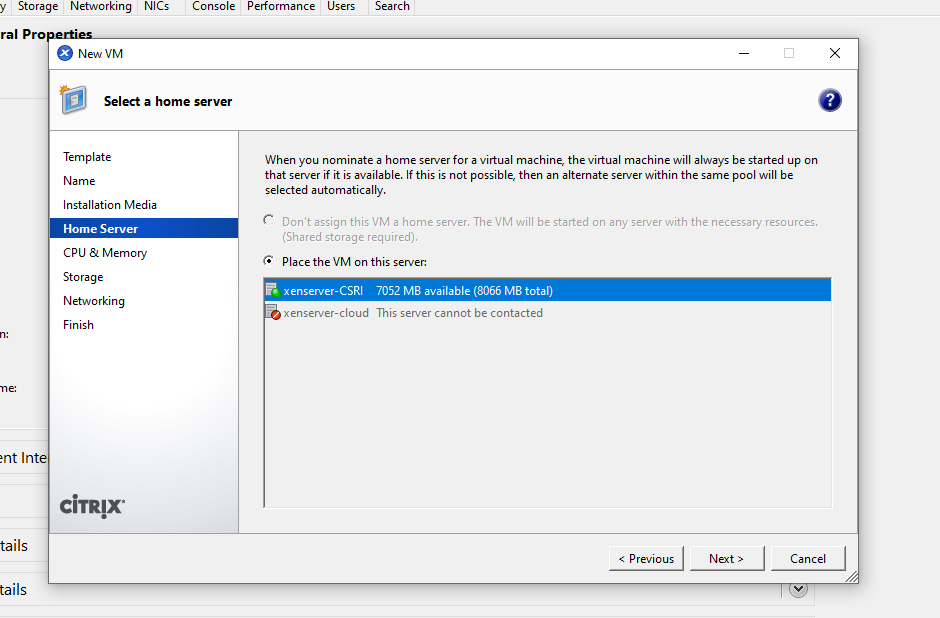 y Storage Networking NICs Console Performance Users Search
ral Properties
New VM
Select a home server
?
Template
Name
Installation Media
Home Server
CPU & Memory
Storage
Networking
Finish
When you nominate a home server for a virtual machine, the virtual machine will always be started up on
that server if it is available. If this is not possible, then an alternate server within the same pool will be
selected automatically.
Don't assign this VM a home server. The VM will be started on any server with the necessary resources.
(Shared storage required).
Place the VM on this server:
xenserver-CSRI 7052 MB available (8066 MB total)
xenserver-cloud This server cannot be contacted
n:
me:
ent Inte
CİTRIX
tails
tails
< Previous Next > Cancel